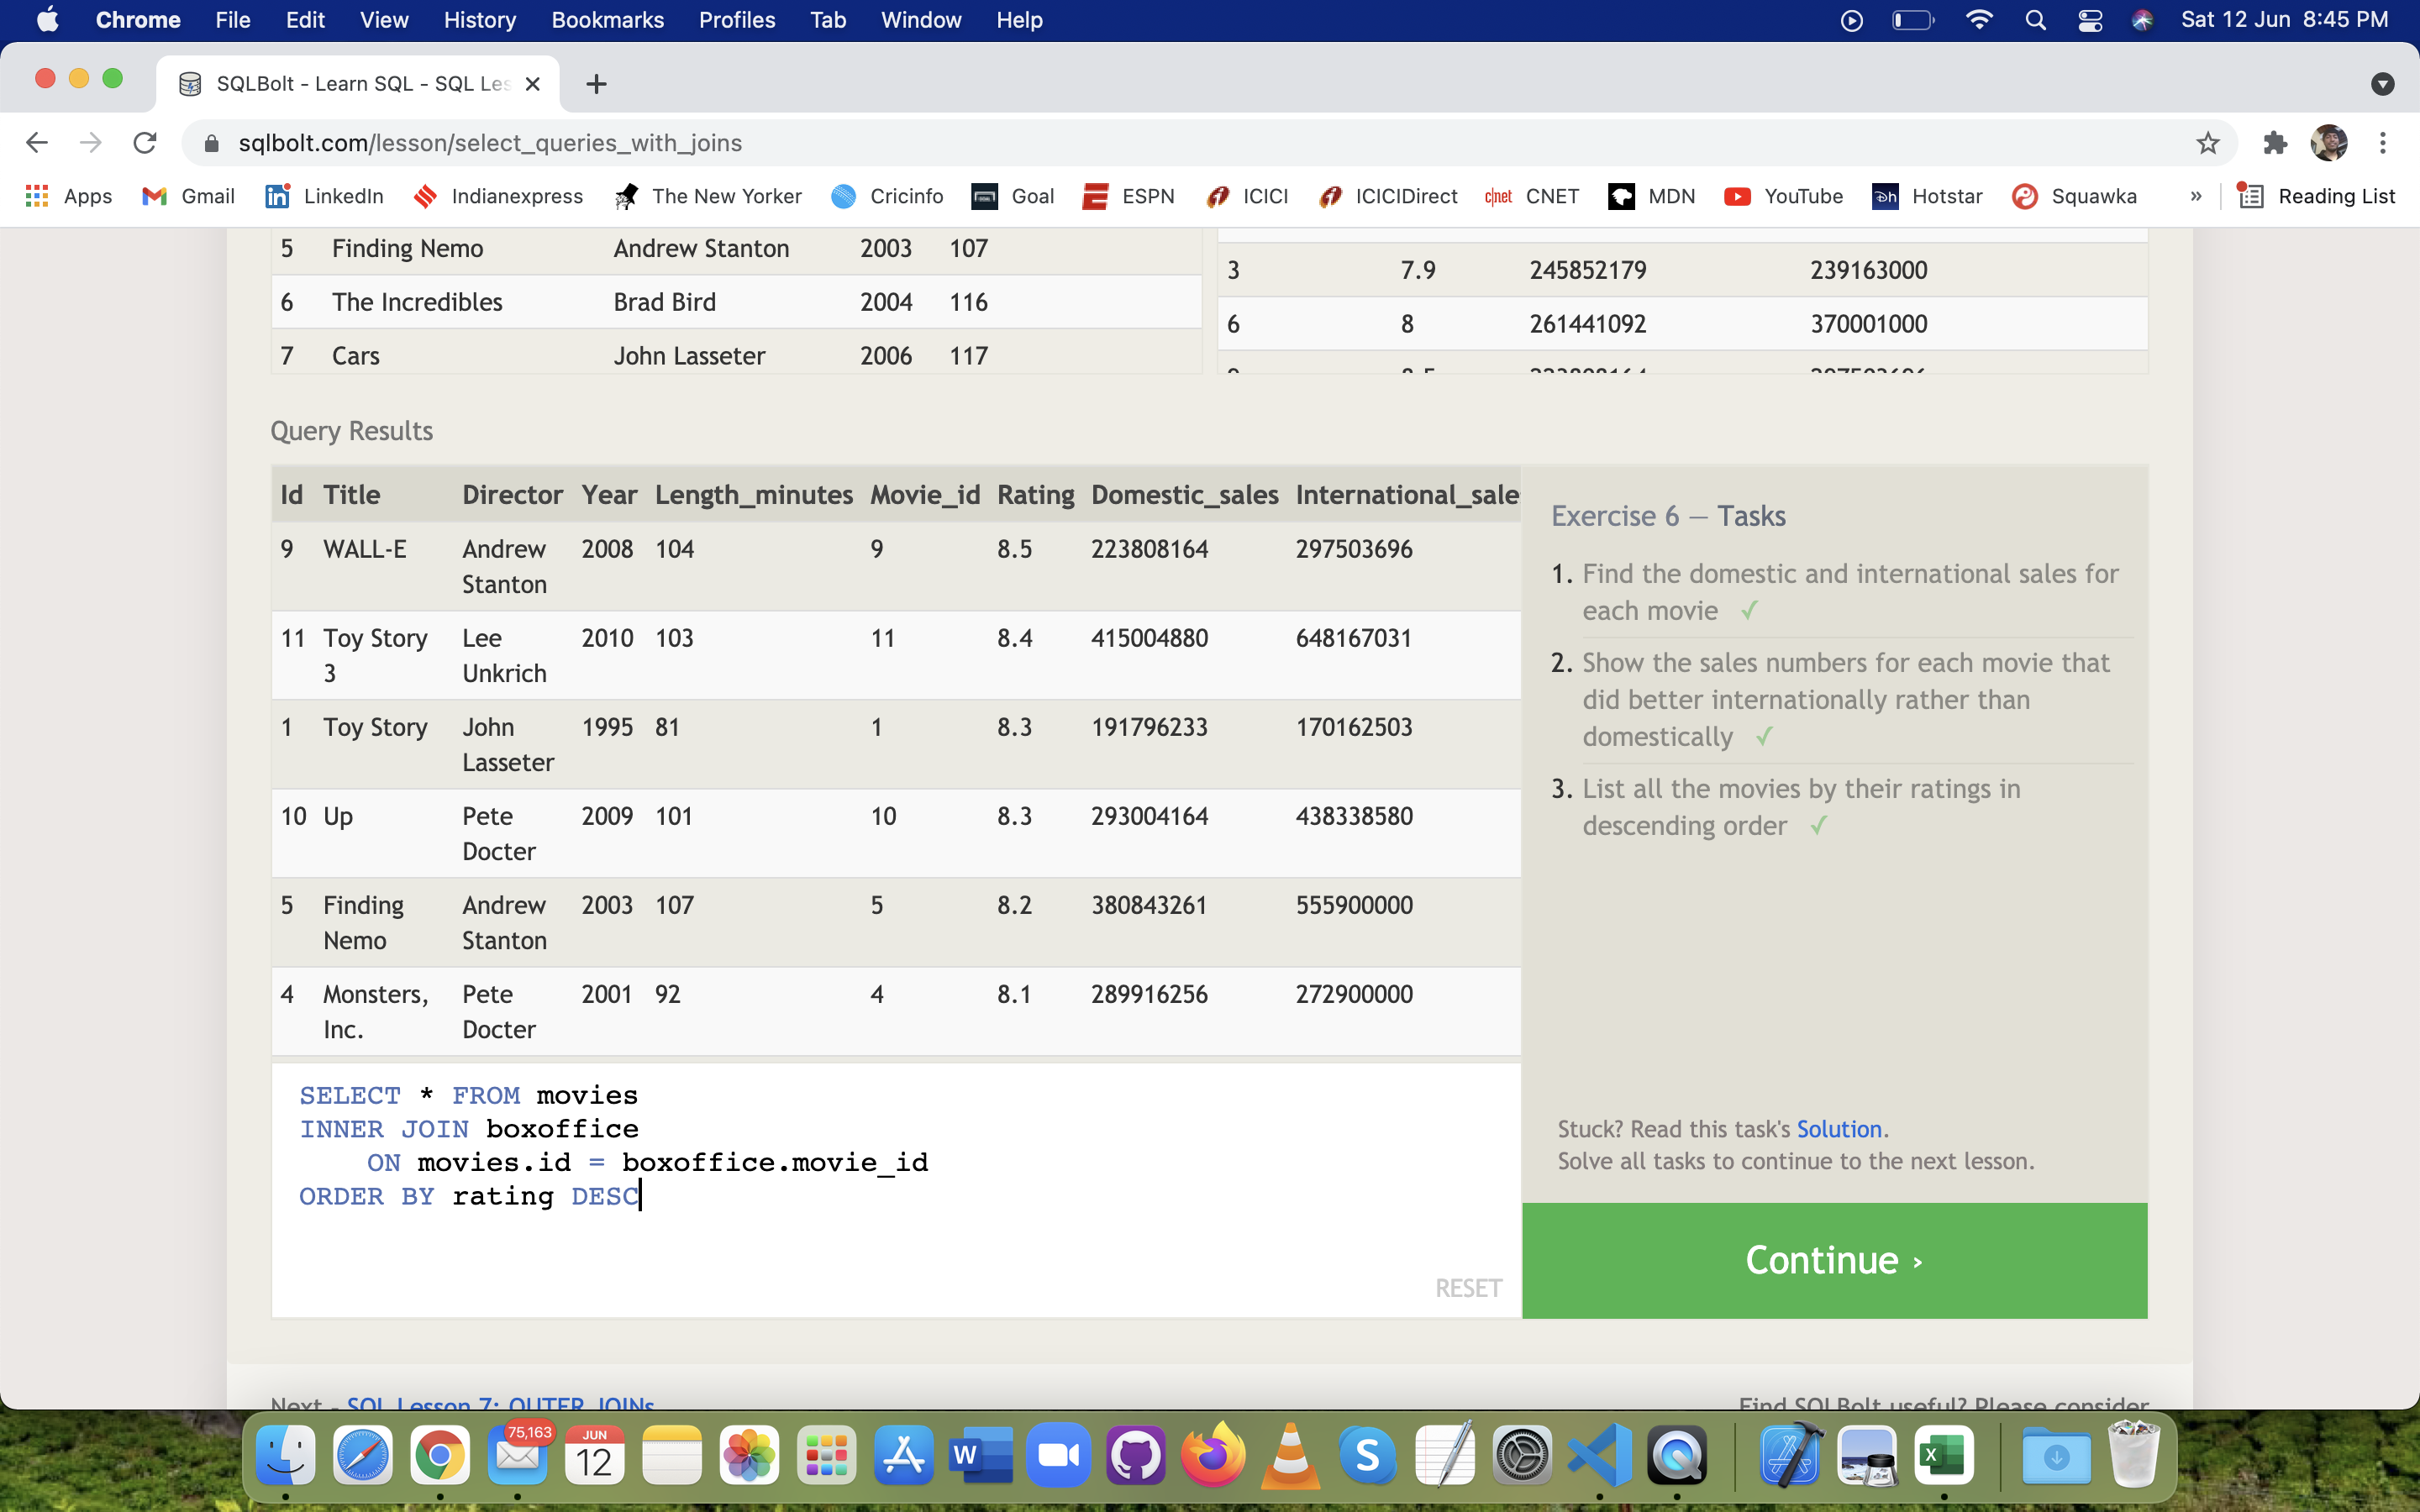 Chrome File Edit View History Bookmarks Profiles Tab Window Help Sat 12 Jun 8:45 PM
SQLBolt - Learn SQL - SQL Les
sqlbolt.com/lesson/select_queries_with_joins
Apps Gmail LinkedIn Indianexpress The New Yorker Cricinfo Goal ESPN ICICI ICICIDirect CNET MDN YouTube Hotstar Squawka » Reading List
5 Finding Nemo Andrew Stanton 2003 107
6 The Incredibles Brad Bird 2004 116
7 Cars John Lasseter 2006 117
3 7.9 245852179 239163000
6 8 261441092 370001000
Query Results
Id Title Director Year Length_minutes Movie_id Rating Domestic_sales International_sale
9 WALL-E Andrew Stanton 2008 104 9 8.5 223808164 297503696
11 Toy Story 3 Lee Unkrich 2010 103 11 8.4 415004880 648167031
1 Toy Story John Lasseter 1995 81 1 8.3 191796233 170162503
10 Up Pete Docter 2009 101 10 8.3 293004164 438338580
5 Finding Nemo Andrew Stanton 2003 107 5 8.2 380843261 555900000
4 Monsters, Inc. Pete Docter 2001 92 4 8.1 289916256 272900000
SELECT * FROM movies
INNER JOIN boxoffice
ON movies.id = boxoffice.movie_id
ORDER BY rating DESC
RESET
Exercise 6 — Tasks
1. Find the domestic and international sales for
each movie ✓
2. Show the sales numbers for each movie that
did better internationally rather than
domestically ✓
3. List all the movies by their ratings in
descending order ✓
Stuck? Read this task's Solution.
Solve all tasks to continue to the next lesson.
Continue ›
Next – SQL Lesson 7: OUTER JOINs
Find SQLBolt useful? Please consider
75,163
JUN
12
W
S
X